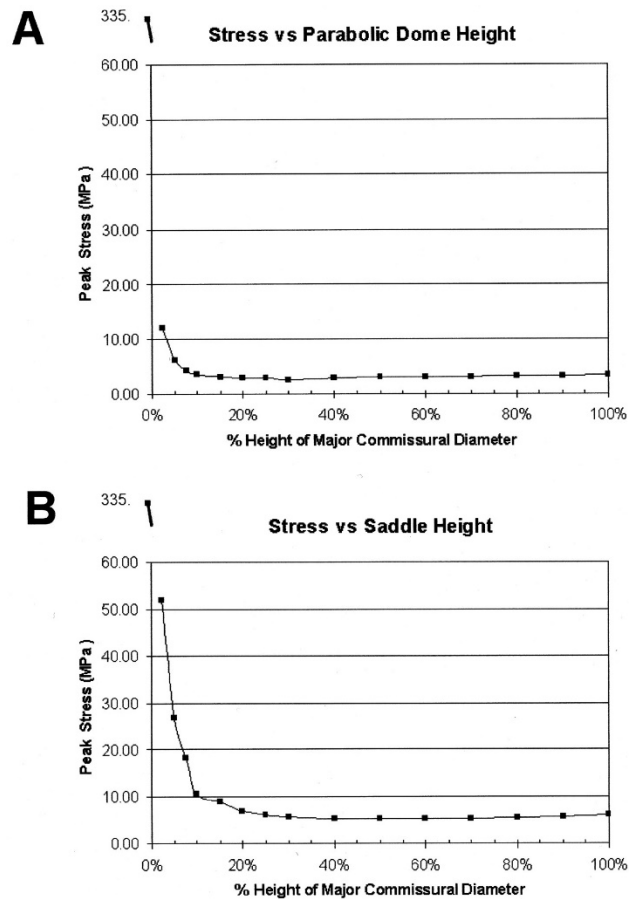 A
335.
Stress vs Parabolic Dome Height
60.00
50.00
40.00
30.00
20.00
10.00
0.00
Peak Stress (MPa)
0% 20% 40% 60% 80% 100%
% Height of Major Commissural Diameter
B
335.
Stress vs Saddle Height
60.00
50.00
40.00
30.00
20.00
10.00
0.00
Peak Stress (MPa)
0% 20% 40% 60% 80% 100%
% Height of Major Commissural Diameter